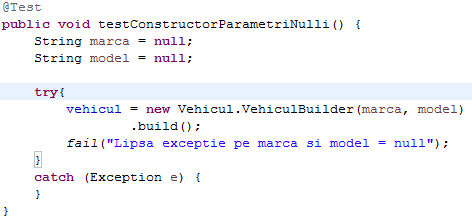 @Test
public void testConstructorParametriNulli() {
    String marca = null;
    String model = null;

    try{
        vehicul = new Vehicul.VehiculBuilder(marca, model)
                .build();
        fail("Lipsa exceptie pe marca si model = null");
    }
    catch (Exception e) {
    }
}